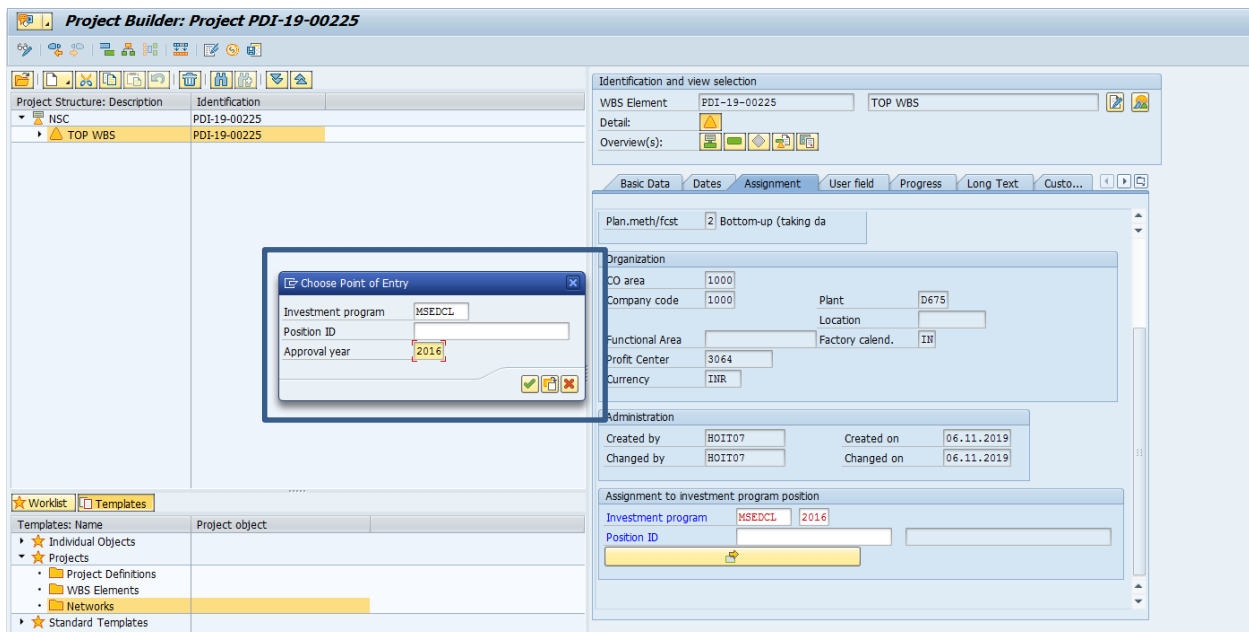 Project Builder: Project PDI-19-00225
Project Structure: Description Identification
NSC PDI-19-00225
TOP WBS PDI-19-00225
Choose Point of Entry
Investment program MSEDCL
Position ID
Approval year 2016
Worklist Templates
Templates: Name Project object
Individual Objects
Projects
Project Definitions
WBS Elements
Networks
Standard Templates
Identification and view selection
WBS Element PDI-19-00225 TOP WBS
Detail:
Overview(s):
Basic Data Dates Assignment User field Progress Long Text Custo...
Plan.meth/fcst 2 Bottom-up (taking da
Organization
CO area 1000
Company code 1000 Plant D675
Location
Functional Area Factory calend. IN
Profit Center 3064
Currency INR
Administration
Created by HOIT07 Created on 06.11.2019
Changed by HOIT07 Changed on 06.11.2019
Assignment to investment program position
Investment program MSEDCL 2016
Position ID